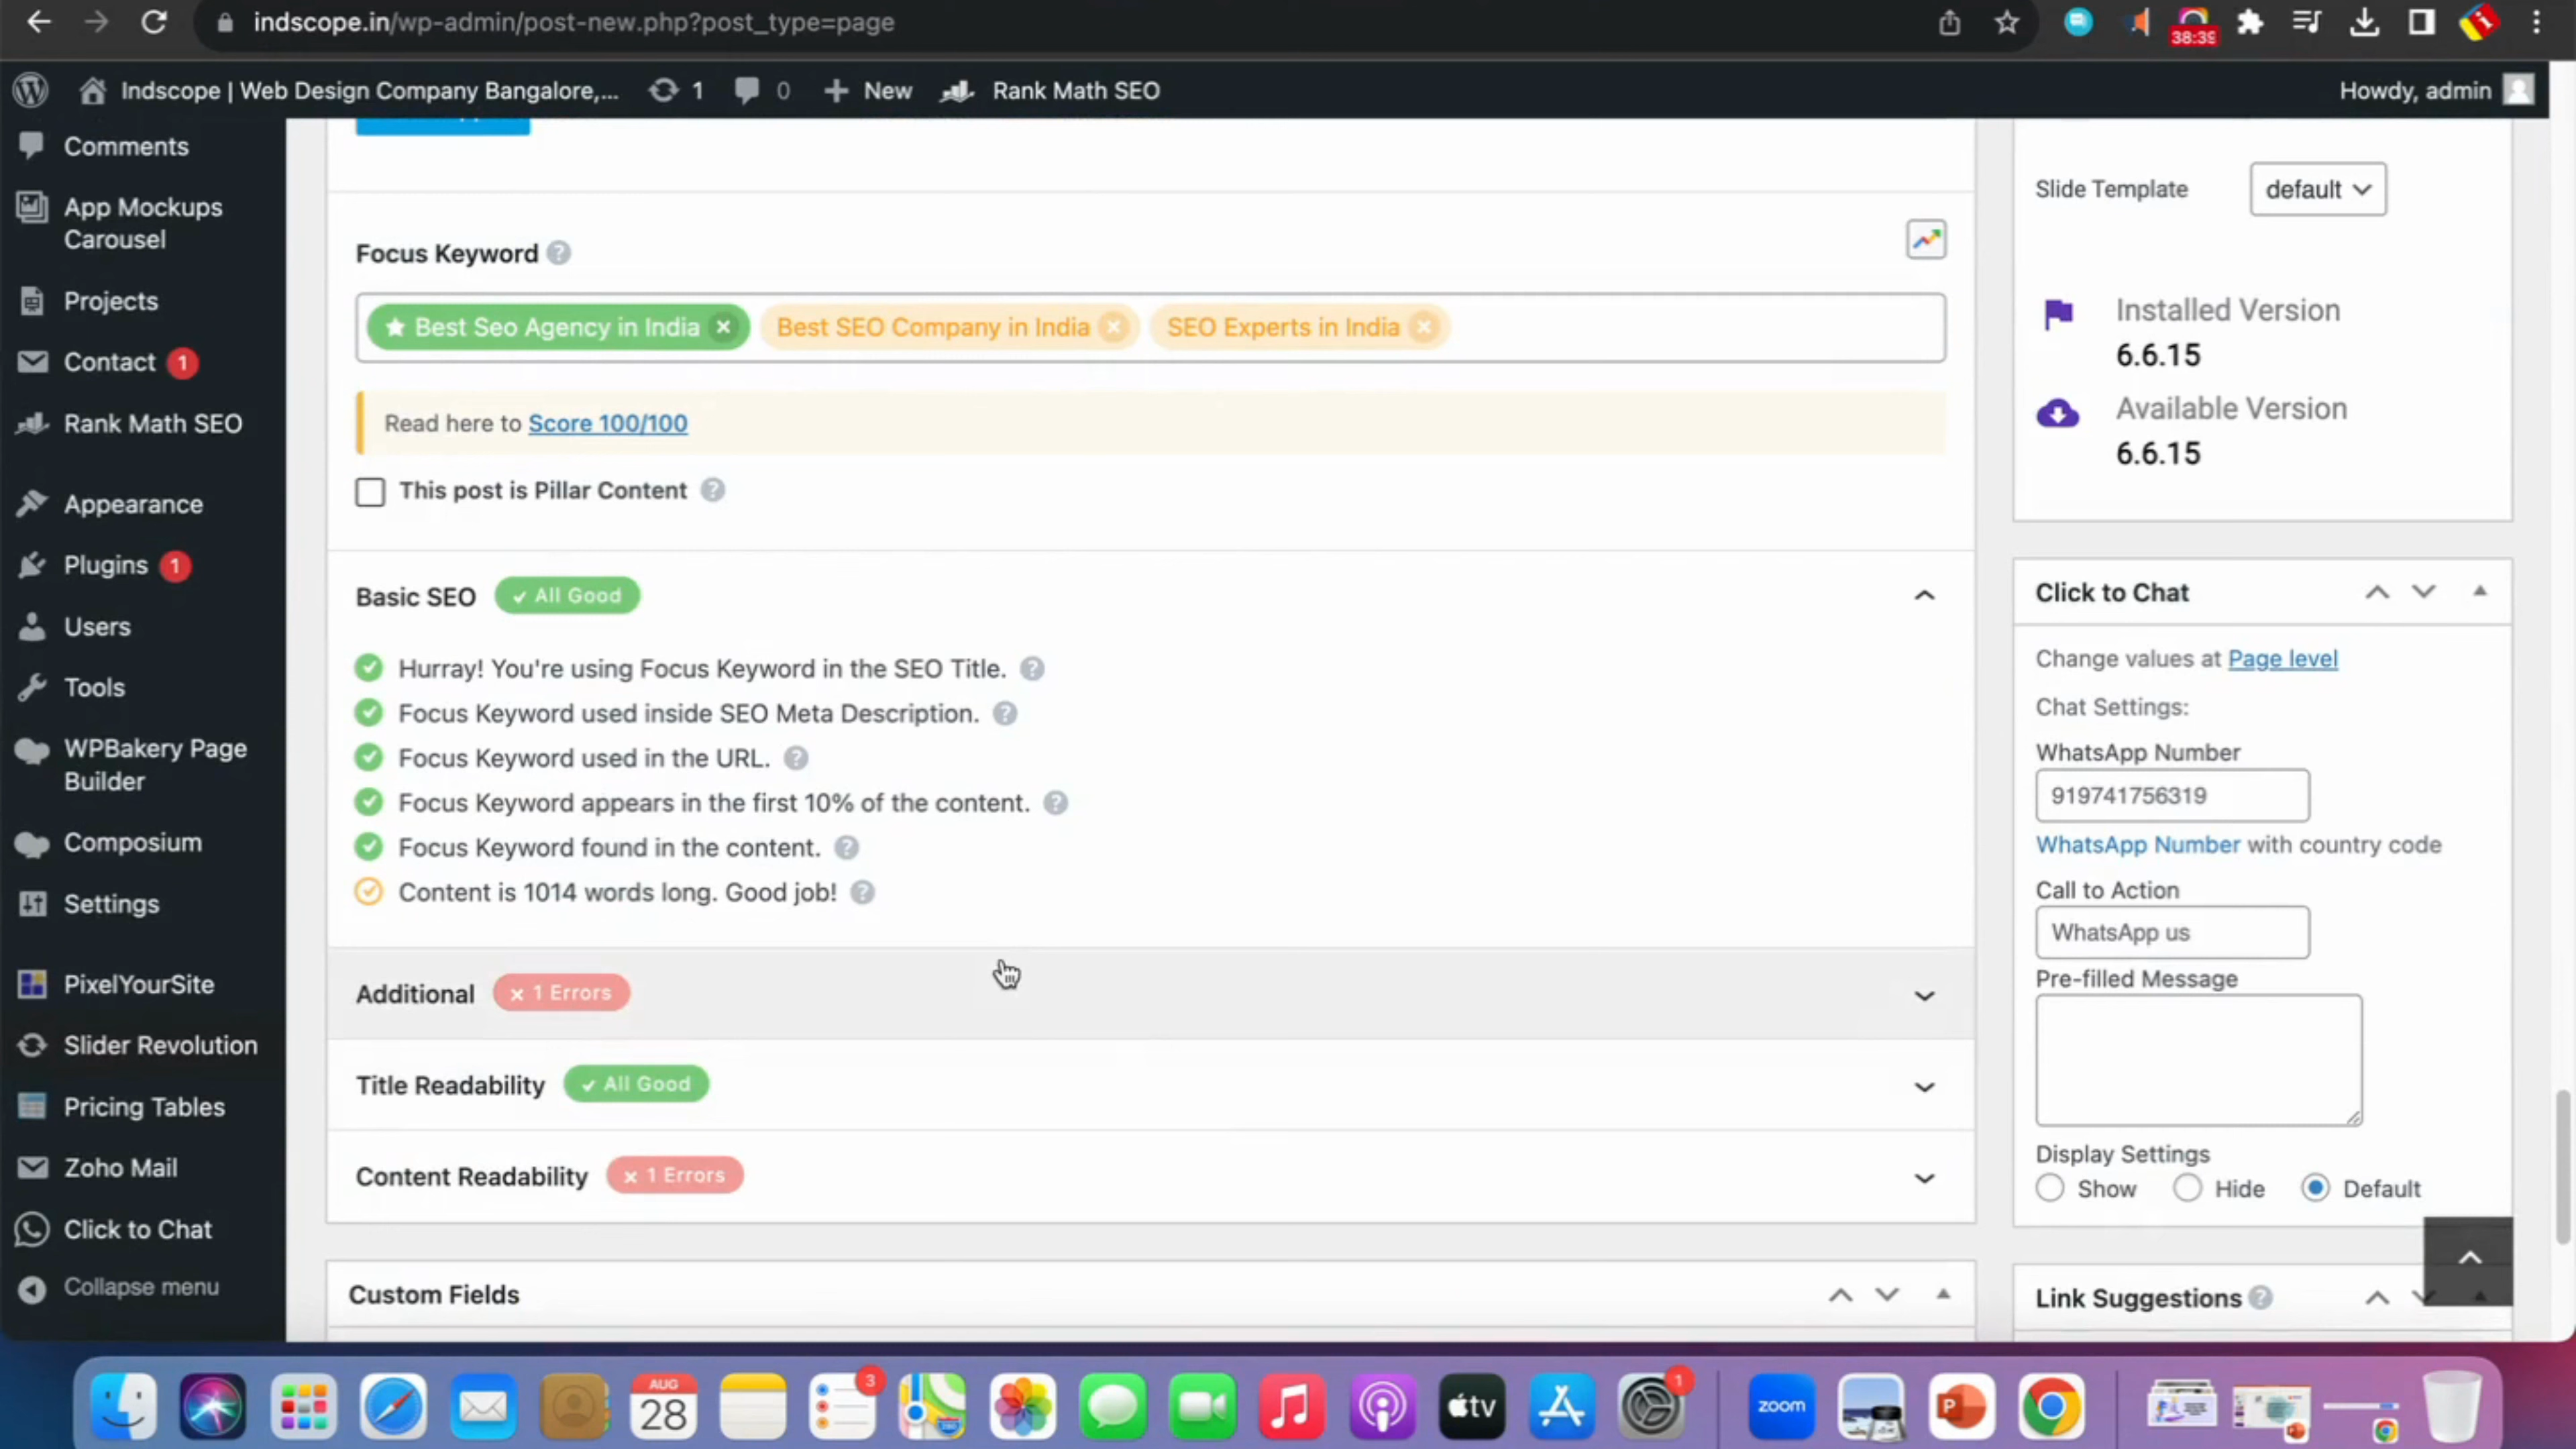 indscope.in/wp-admin/post-new.php?post_type=page
38:39
Indscope | Web Design Company Bangalore,...
1
0
New
Rank Math SEO
Howdy, admin
Comments
App Mockups
Carousel
Projects
Contact 1
Rank Math SEO
Appearance
Plugins 1
Users
Tools
WPBakery Page
Builder
Composium
Settings
PixelYourSite
Slider Revolution
Pricing Tables
Zoho Mail
Click to Chat
Collapse menu
Focus Keyword
Best Seo Agency in India
Best SEO Company in India
SEO Experts in India
Read here to Score 100/100
This post is Pillar Content
Basic SEO
All Good
Hurray! You're using Focus Keyword in the SEO Title.
Focus Keyword used inside SEO Meta Description.
Focus Keyword used in the URL.
Focus Keyword appears in the first 10% of the content.
Focus Keyword found in the content.
Content is 1014 words long. Good job!
Additional
1 Errors
Title Readability
All Good
Content Readability
1 Errors
Custom Fields
Slide Template
default
Installed Version
6.6.15
Available Version
6.6.15
Click to Chat
Change values at Page level
Chat Settings:
WhatsApp Number
919741756319
WhatsApp Number with country code
Call to Action
WhatsApp us
Pre-filled Message
Display Settings
Show
Hide
Default
Link Suggestions
AUG
28
3
tv
1
zoom
P